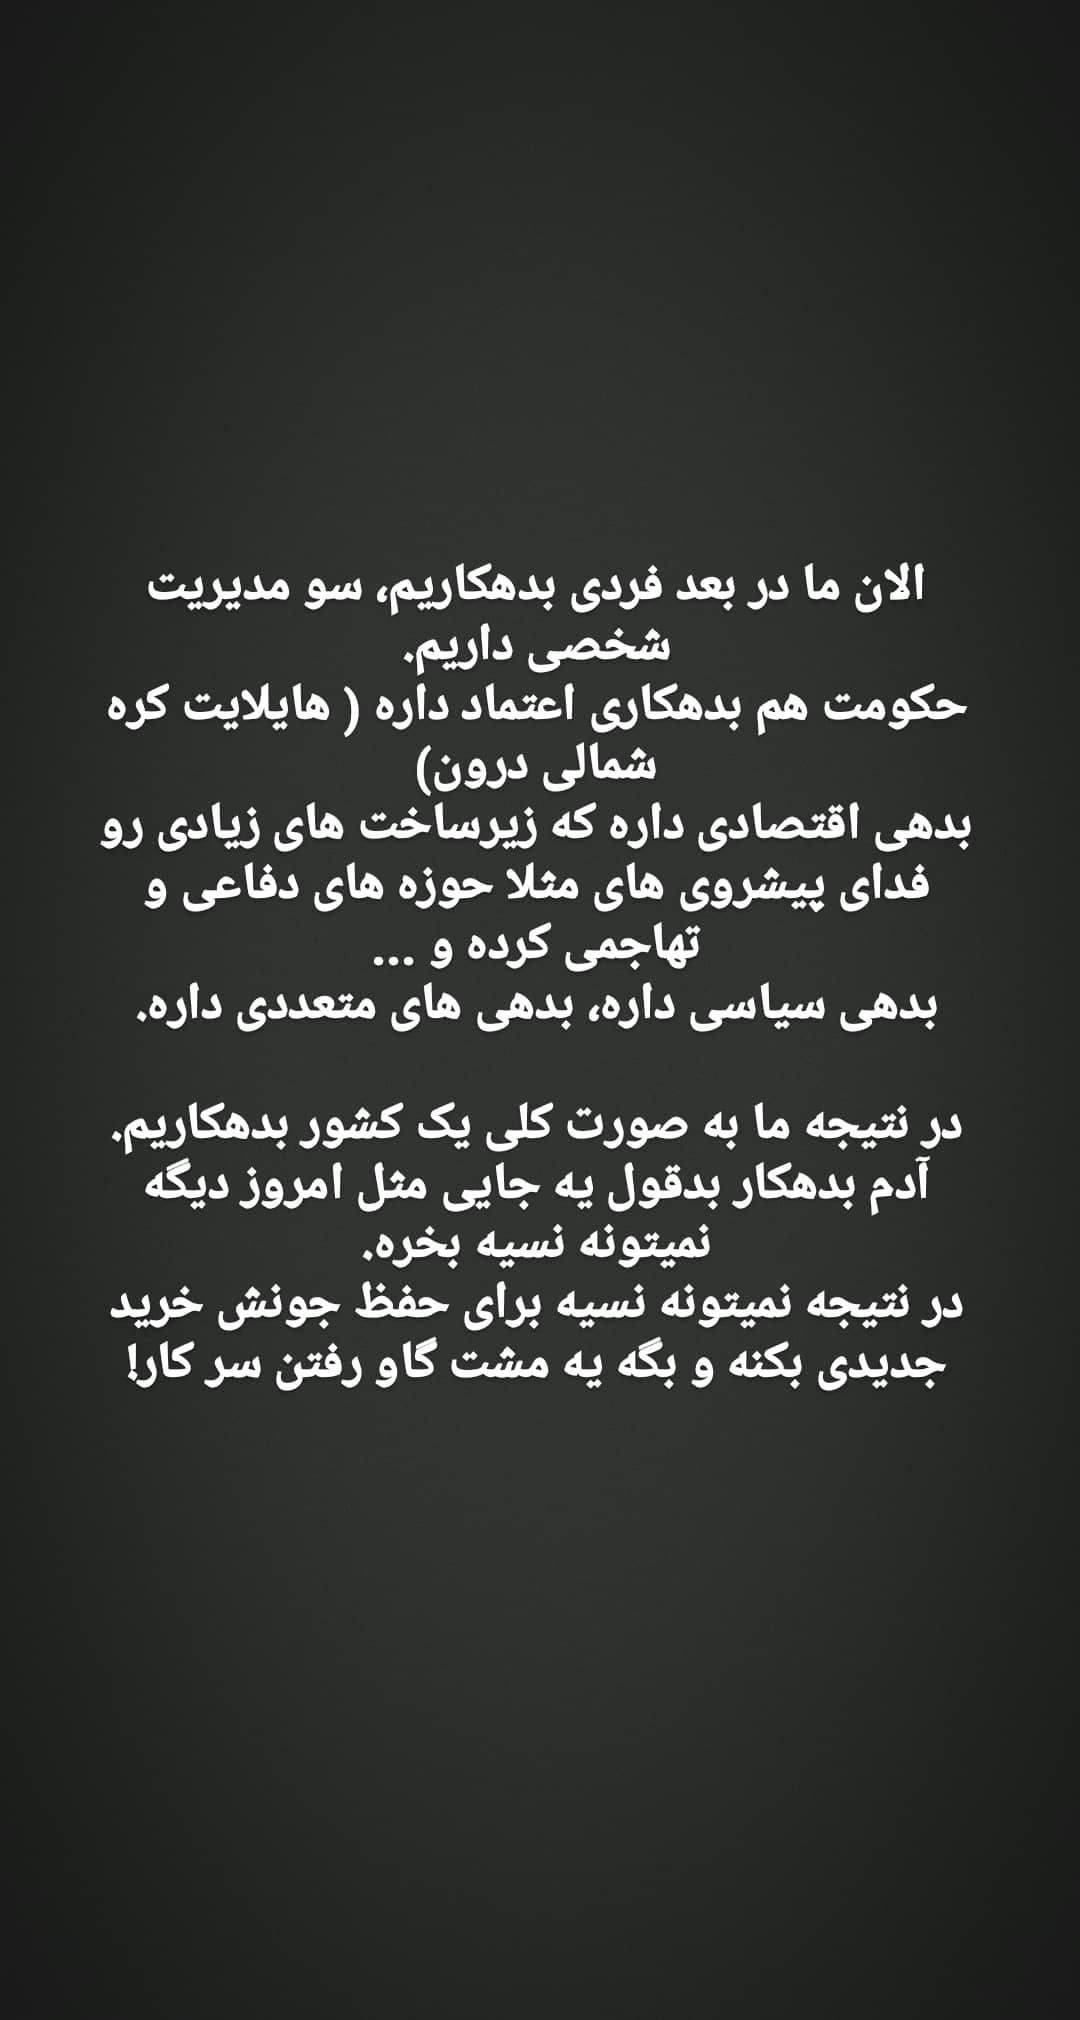 الان ما در بعد فردی بدهکاریم، سو مدیریت
شخصی داریم.
حکومت هم بدهکاری اعتماد داره ( هایلایت کره
شمالی درون)
بدهی اقتصادی داره که زیرساخت های زیادی رو
فدای پیشروی های مثلا حوزه های دفاعی و
تهاجمی کرده و ...
بدهی سیاسی داره، بدهی های متعددی داره.
در نتیجه ما به صورت کلی یک کشور بدهکاریم.
آدم بدهکار بدقول یه جایی مثل امروز دیگه
نمیتونه نسیه بخره.
در نتیجه نمیتونه نسیه برای حفظ جونش خرید
جدیدی بکنه و بگه یه مشت گاو رفتن سر کار!